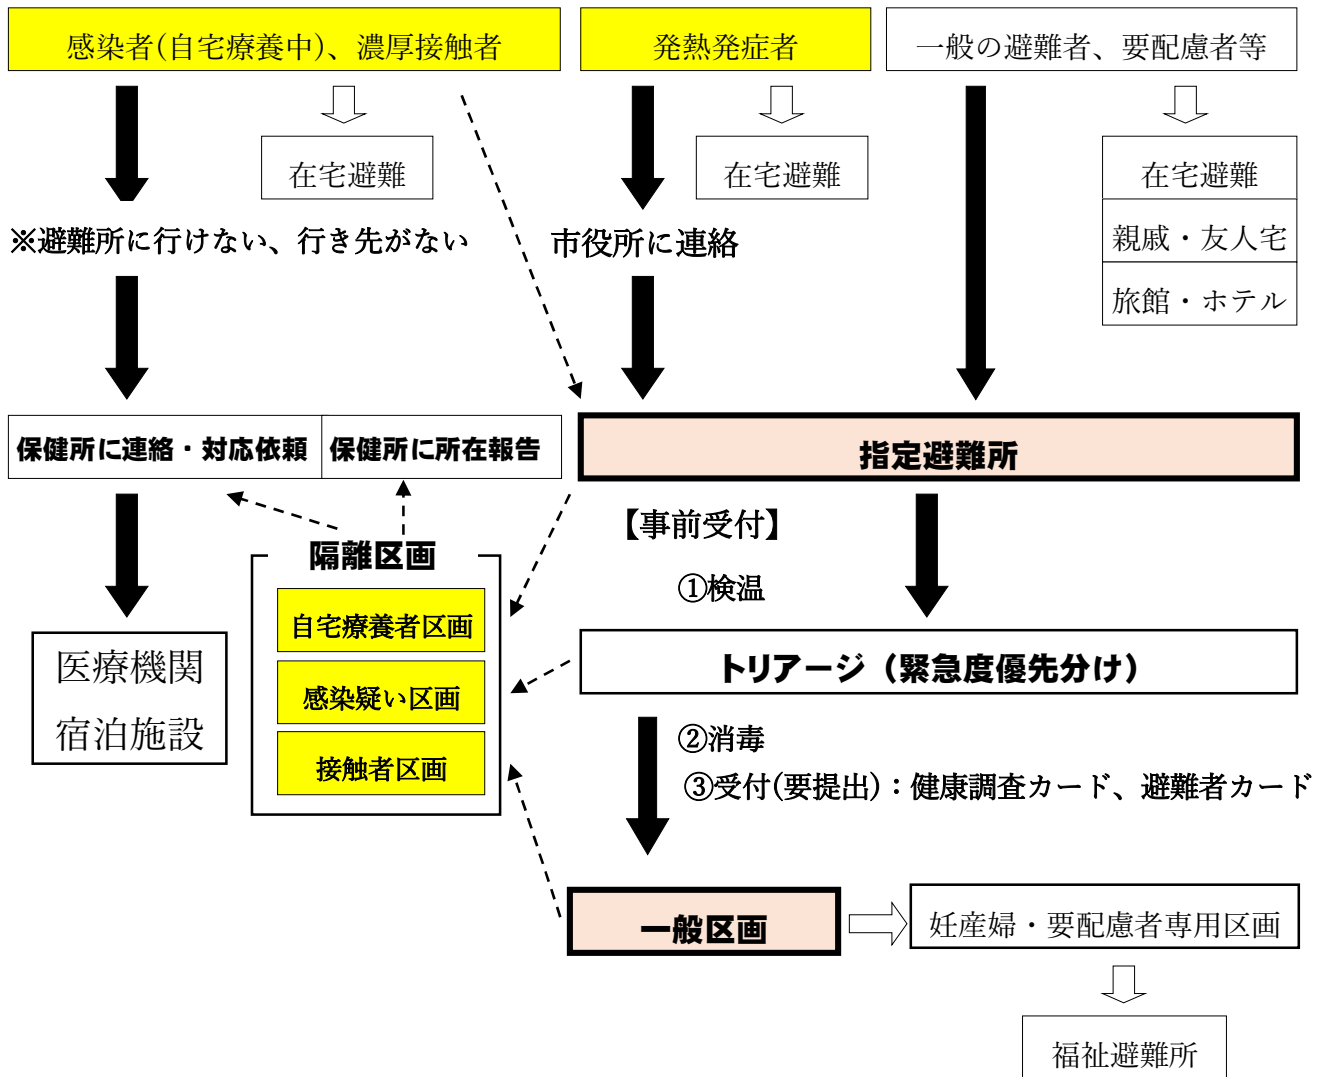 感染者(自宅療養中)、濃厚接触者
発熱発症者
一般の避難者、要配慮者等
在宅避難
在宅避難
在宅避難
親戚・友人宅
旅館・ホテル
※避難所に行けない、行き先がない
市役所に連絡
保健所に連絡・対応依頼
保健所に所在報告
指定避難所
【事前受付】
①検温
隔離区画
自宅療養者区画
感染疑い区画
接触者区画
医療機関
宿泊施設
トリアージ（緊急度優先分け）
②消毒
③受付(要提出)：健康調査カード、避難者カード
一般区画
妊産婦・要配慮者専用区画
福祉避難所